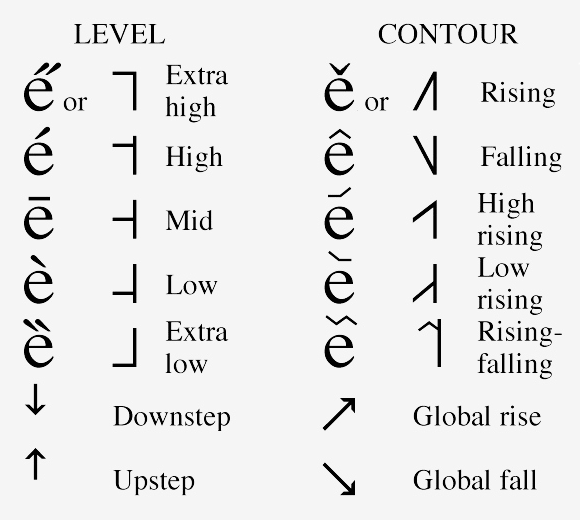 LEVEL
e̋ or ˥ Extra
high
é ˦ High
ē ˧ Mid
è ˨ Low
ȅ ˩ Extra
low
↓ Downstep
↑ Upstep
CONTOUR
ě or ˩˥ Rising
ê ˥˩ Falling
e᷄ ˧˥ High
rising
e᷅ ˩˧ Low
rising
e᷈ ˦˥˦ Rising-
falling
↗ Global rise
↘ Global fall